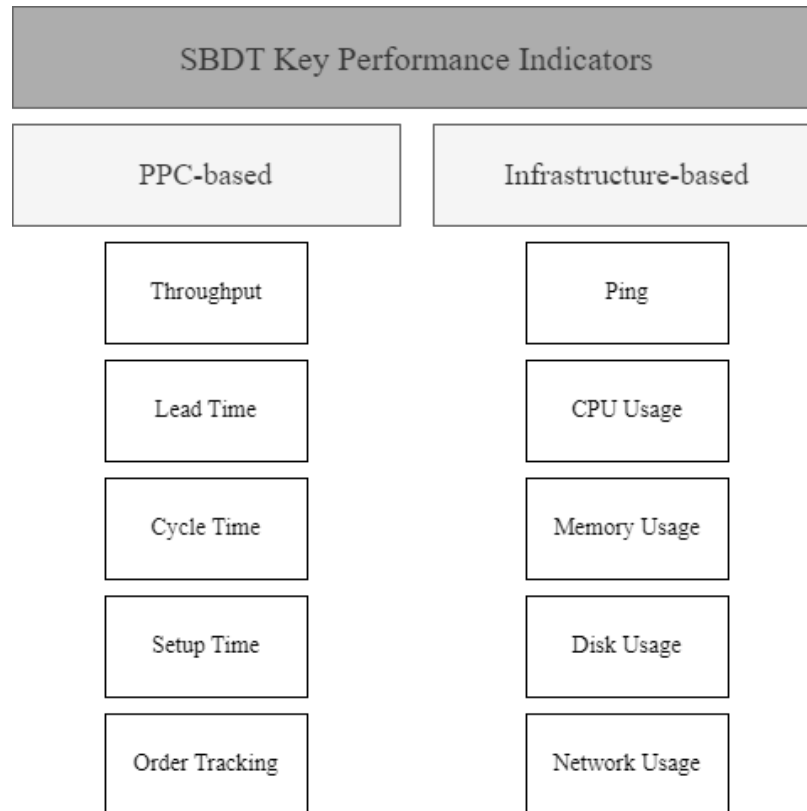 SBDT Key Performance Indicators
PPC-based
Infrastructure-based
Throughput
Ping
Lead Time
CPU Usage
Cycle Time
Memory Usage
Setup Time
Disk Usage
Order Tracking
Network Usage